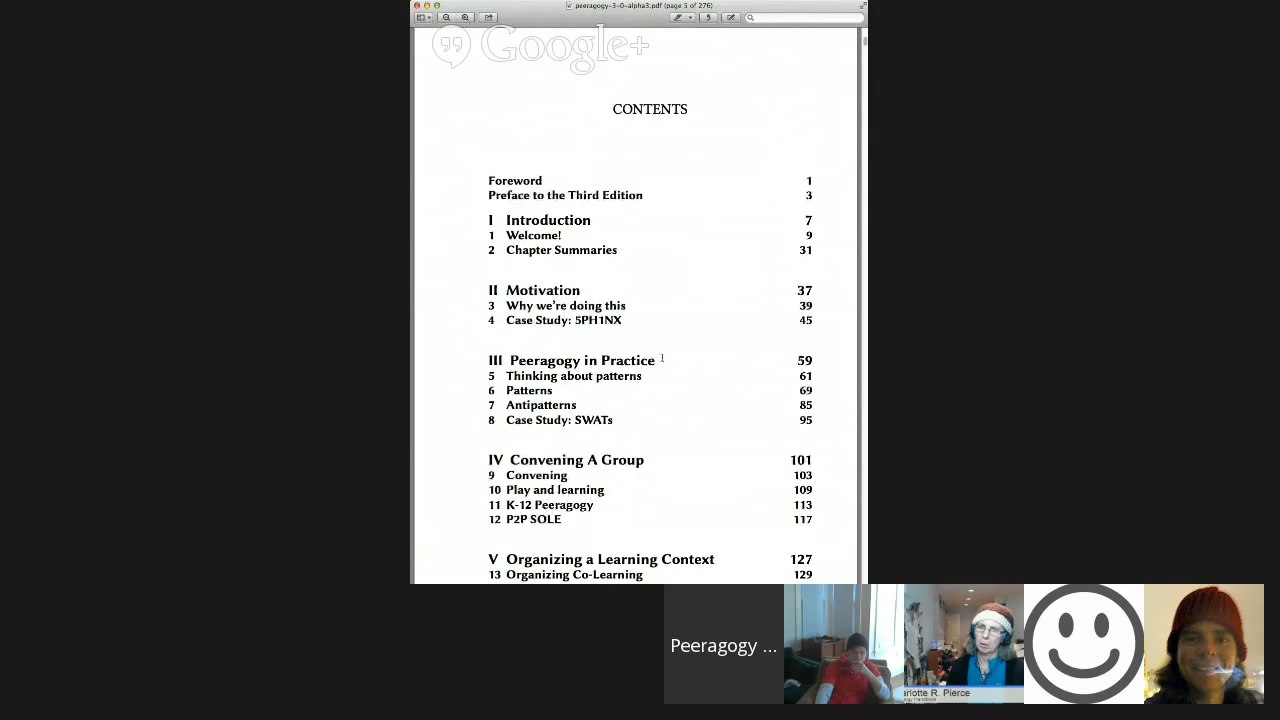 peeragogy-3-0-alpha3.pdf (page 5 of 276)
Google+
CONTENTS
Foreword 1
Preface to the Third Edition 3
I Introduction 7
1 Welcome! 9
2 Chapter Summaries 31
II Motivation 37
3 Why we're doing this 39
4 Case Study: 5PH1NX 45
III Peeragogy in Practice 59
5 Thinking about patterns 61
6 Patterns 69
7 Antipatterns 85
8 Case Study: SWATs 95
IV Convening A Group 101
9 Convening 103
10 Play and learning 109
11 K-12 Peeragogy 113
12 P2P SOLE 117
V Organizing a Learning Context 127
13 Organizing Co-Learning 129
Peeragogy ...
arlotte R. Pierce